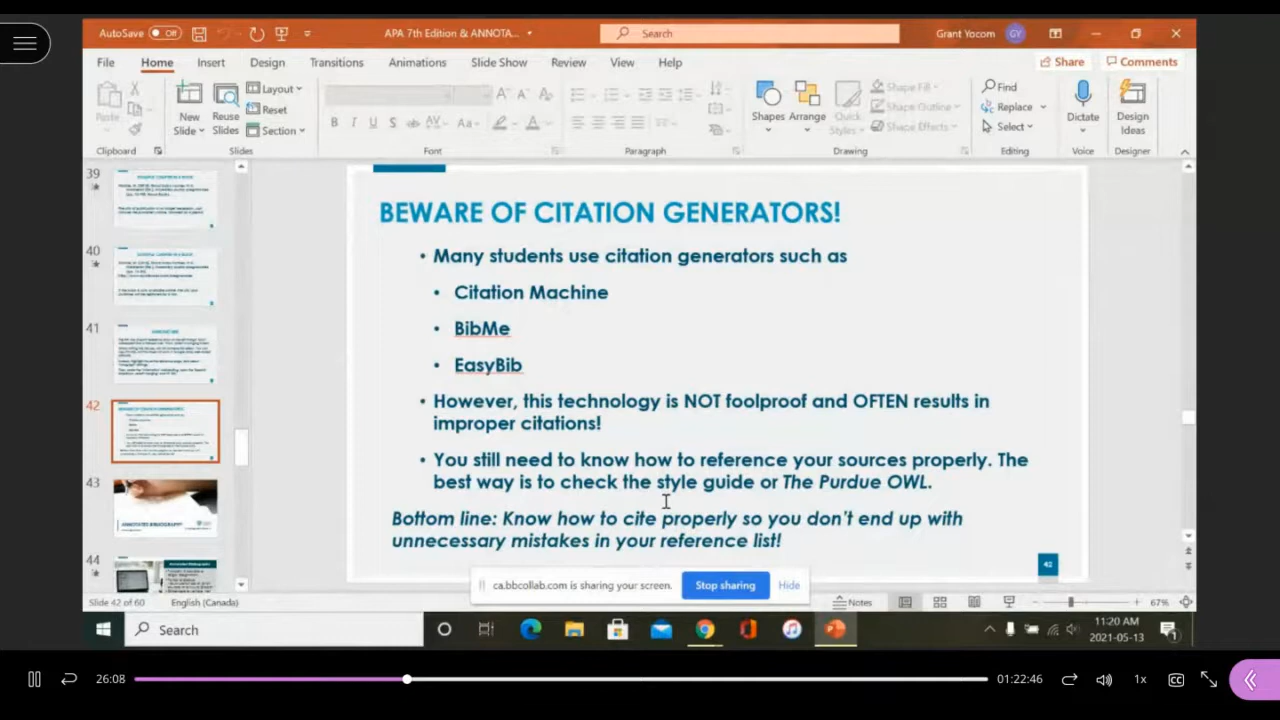 AutoSave Off
APA 7th Edition & ANNOTA...
Search
Grant Yocom GY
File Home Insert Design Transitions Animations Slide Show Review View Help Share Comments
Paste
Clipboard
New Slide
Reuse Slides
Layout
Reset
Section
Slides
Font
Paragraph
Shapes
Arrange
Quick Styles
Shape Fill
Shape Outline
Shape Effects
Drawing
Find
Replace
Select
Editing
Dictate
Voice
Design Ideas
Designer
39
40
41
42
43
ANNOTATED BIBLIOGRAPHY
44
BEWARE OF CITATION GENERATORS!
• Many students use citation generators such as
• Citation Machine
• BibMe
• EasyBib
• However, this technology is NOT foolproof and OFTEN results in
improper citations!
• You still need to know how to reference your sources properly. The
best way is to check the style guide or The Purdue OWL.
Bottom line: Know how to cite properly so you don't end up with
unnecessary mistakes in your reference list!
42
ca.bbcollab.com is sharing your screen. Stop sharing Hide
Slide 42 of 60 English (Canada) Notes 67%
Search
11:20 AM
2021-05-13
1
26:08 01:22:46 1x CC